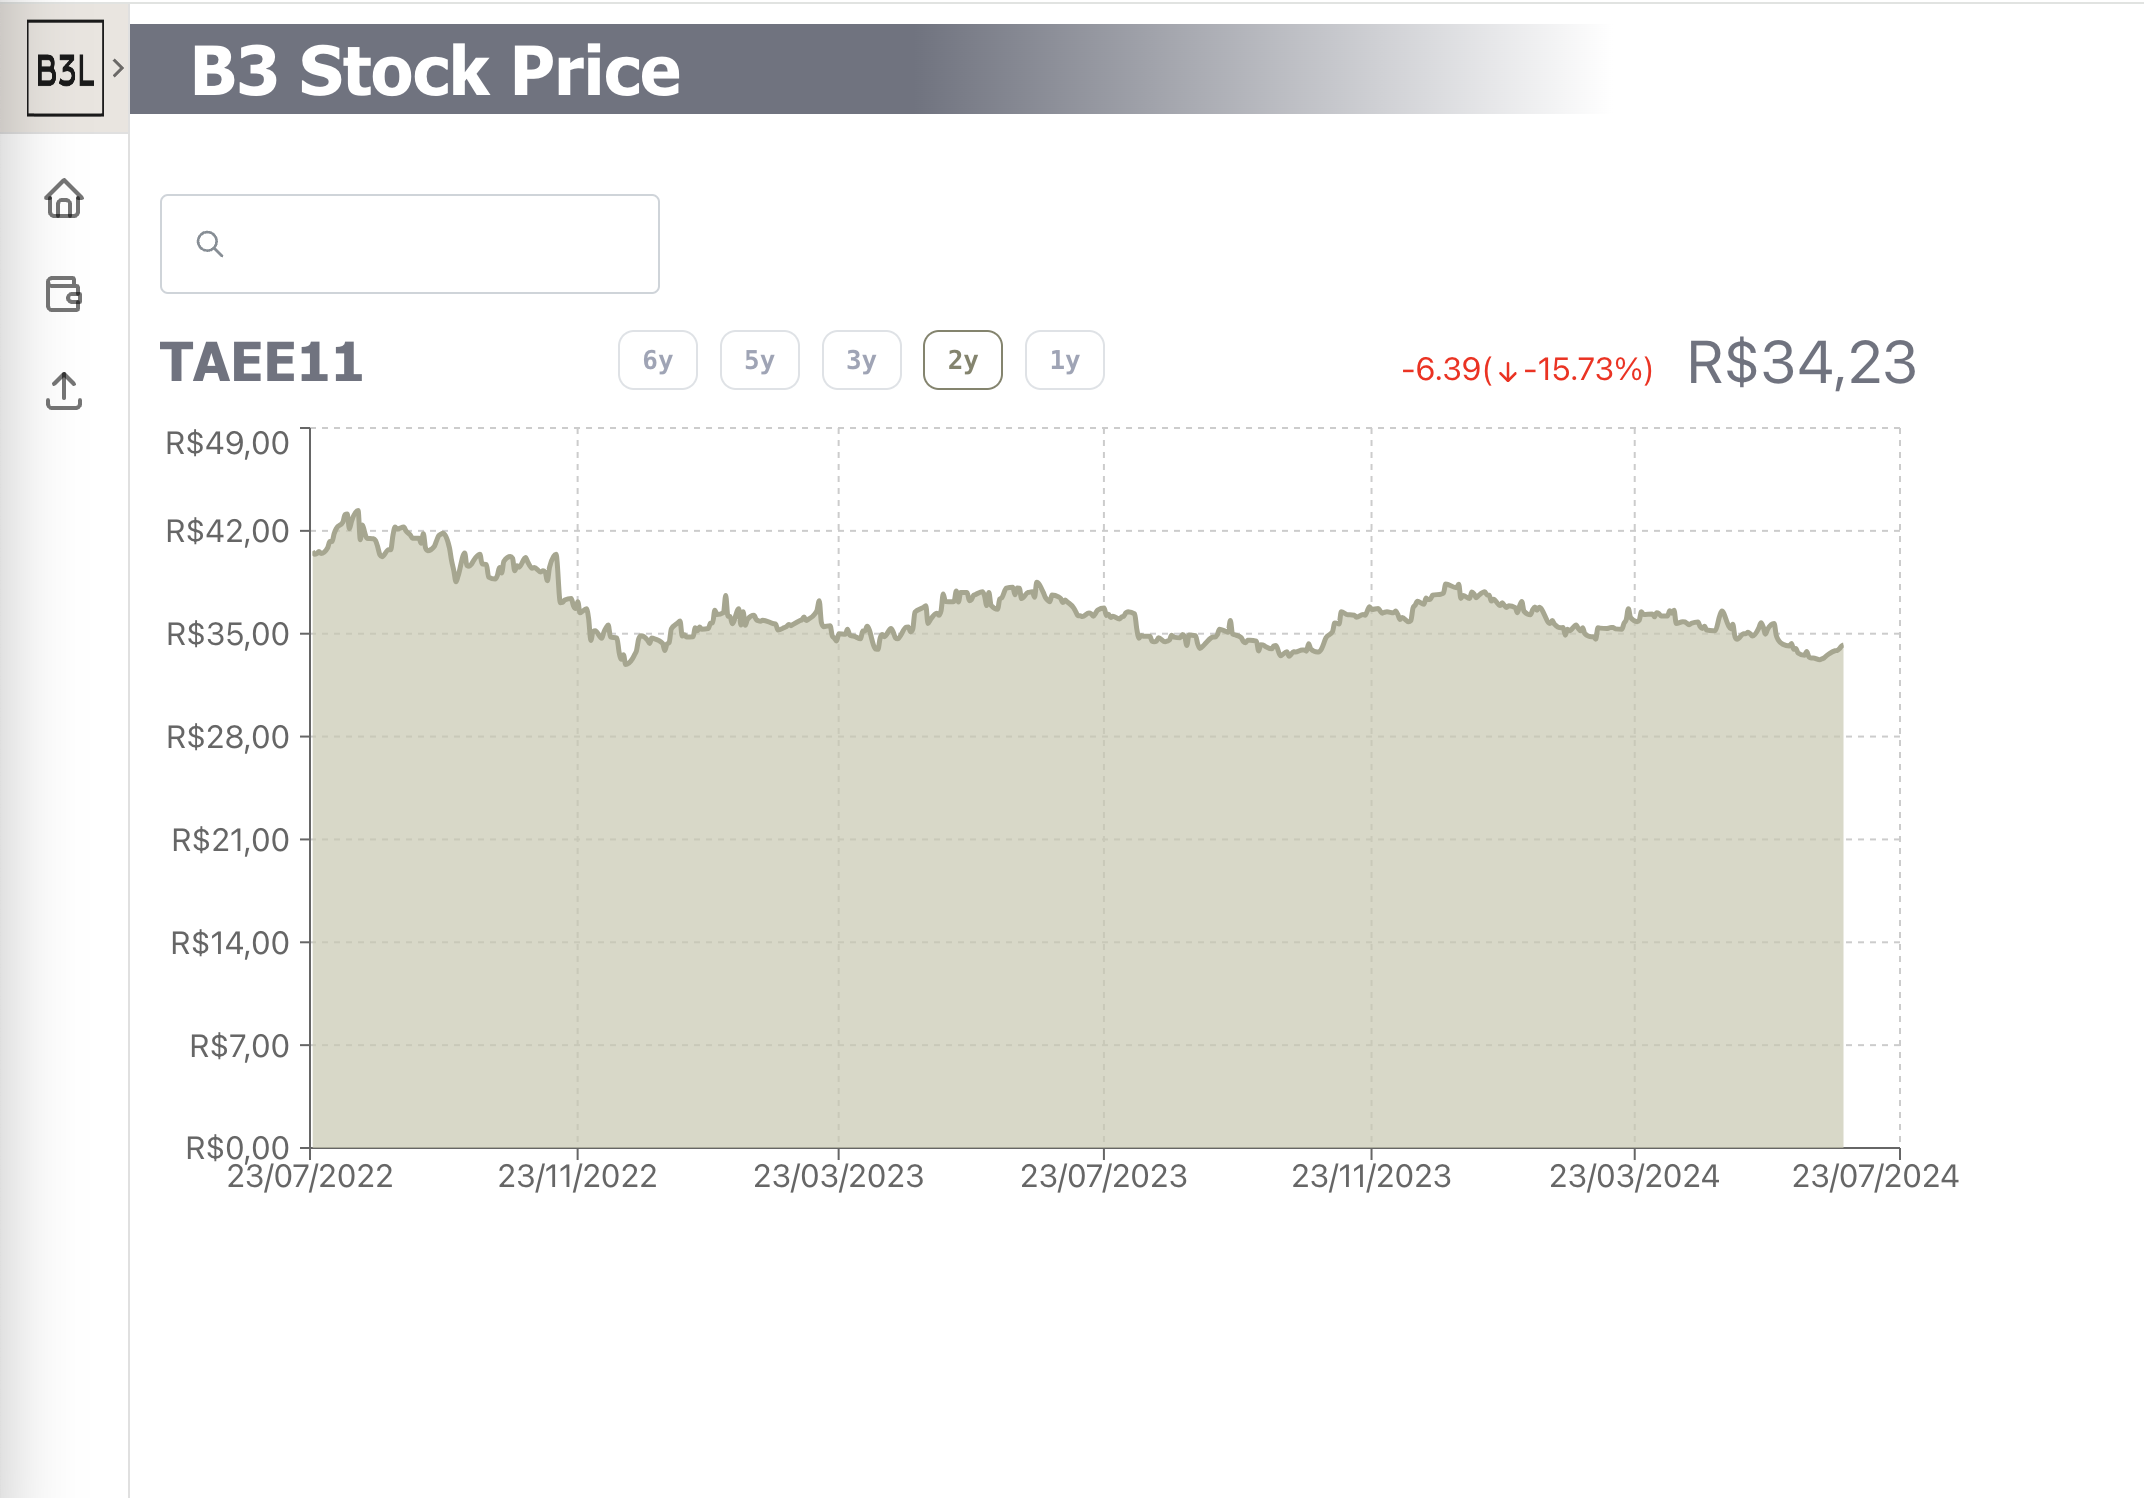 B3L
B3 Stock Price
TAEE11
6y 5y 3y 2y 1y
-6.39(↓-15.73%) R$34,23
R$49,00
R$42,00
R$35,00
R$28,00
R$21,00
R$14,00
R$7,00
R$0,00
23/07/2022 23/11/2022 23/03/2023 23/07/2023 23/11/2023 23/03/2024 23/07/2024